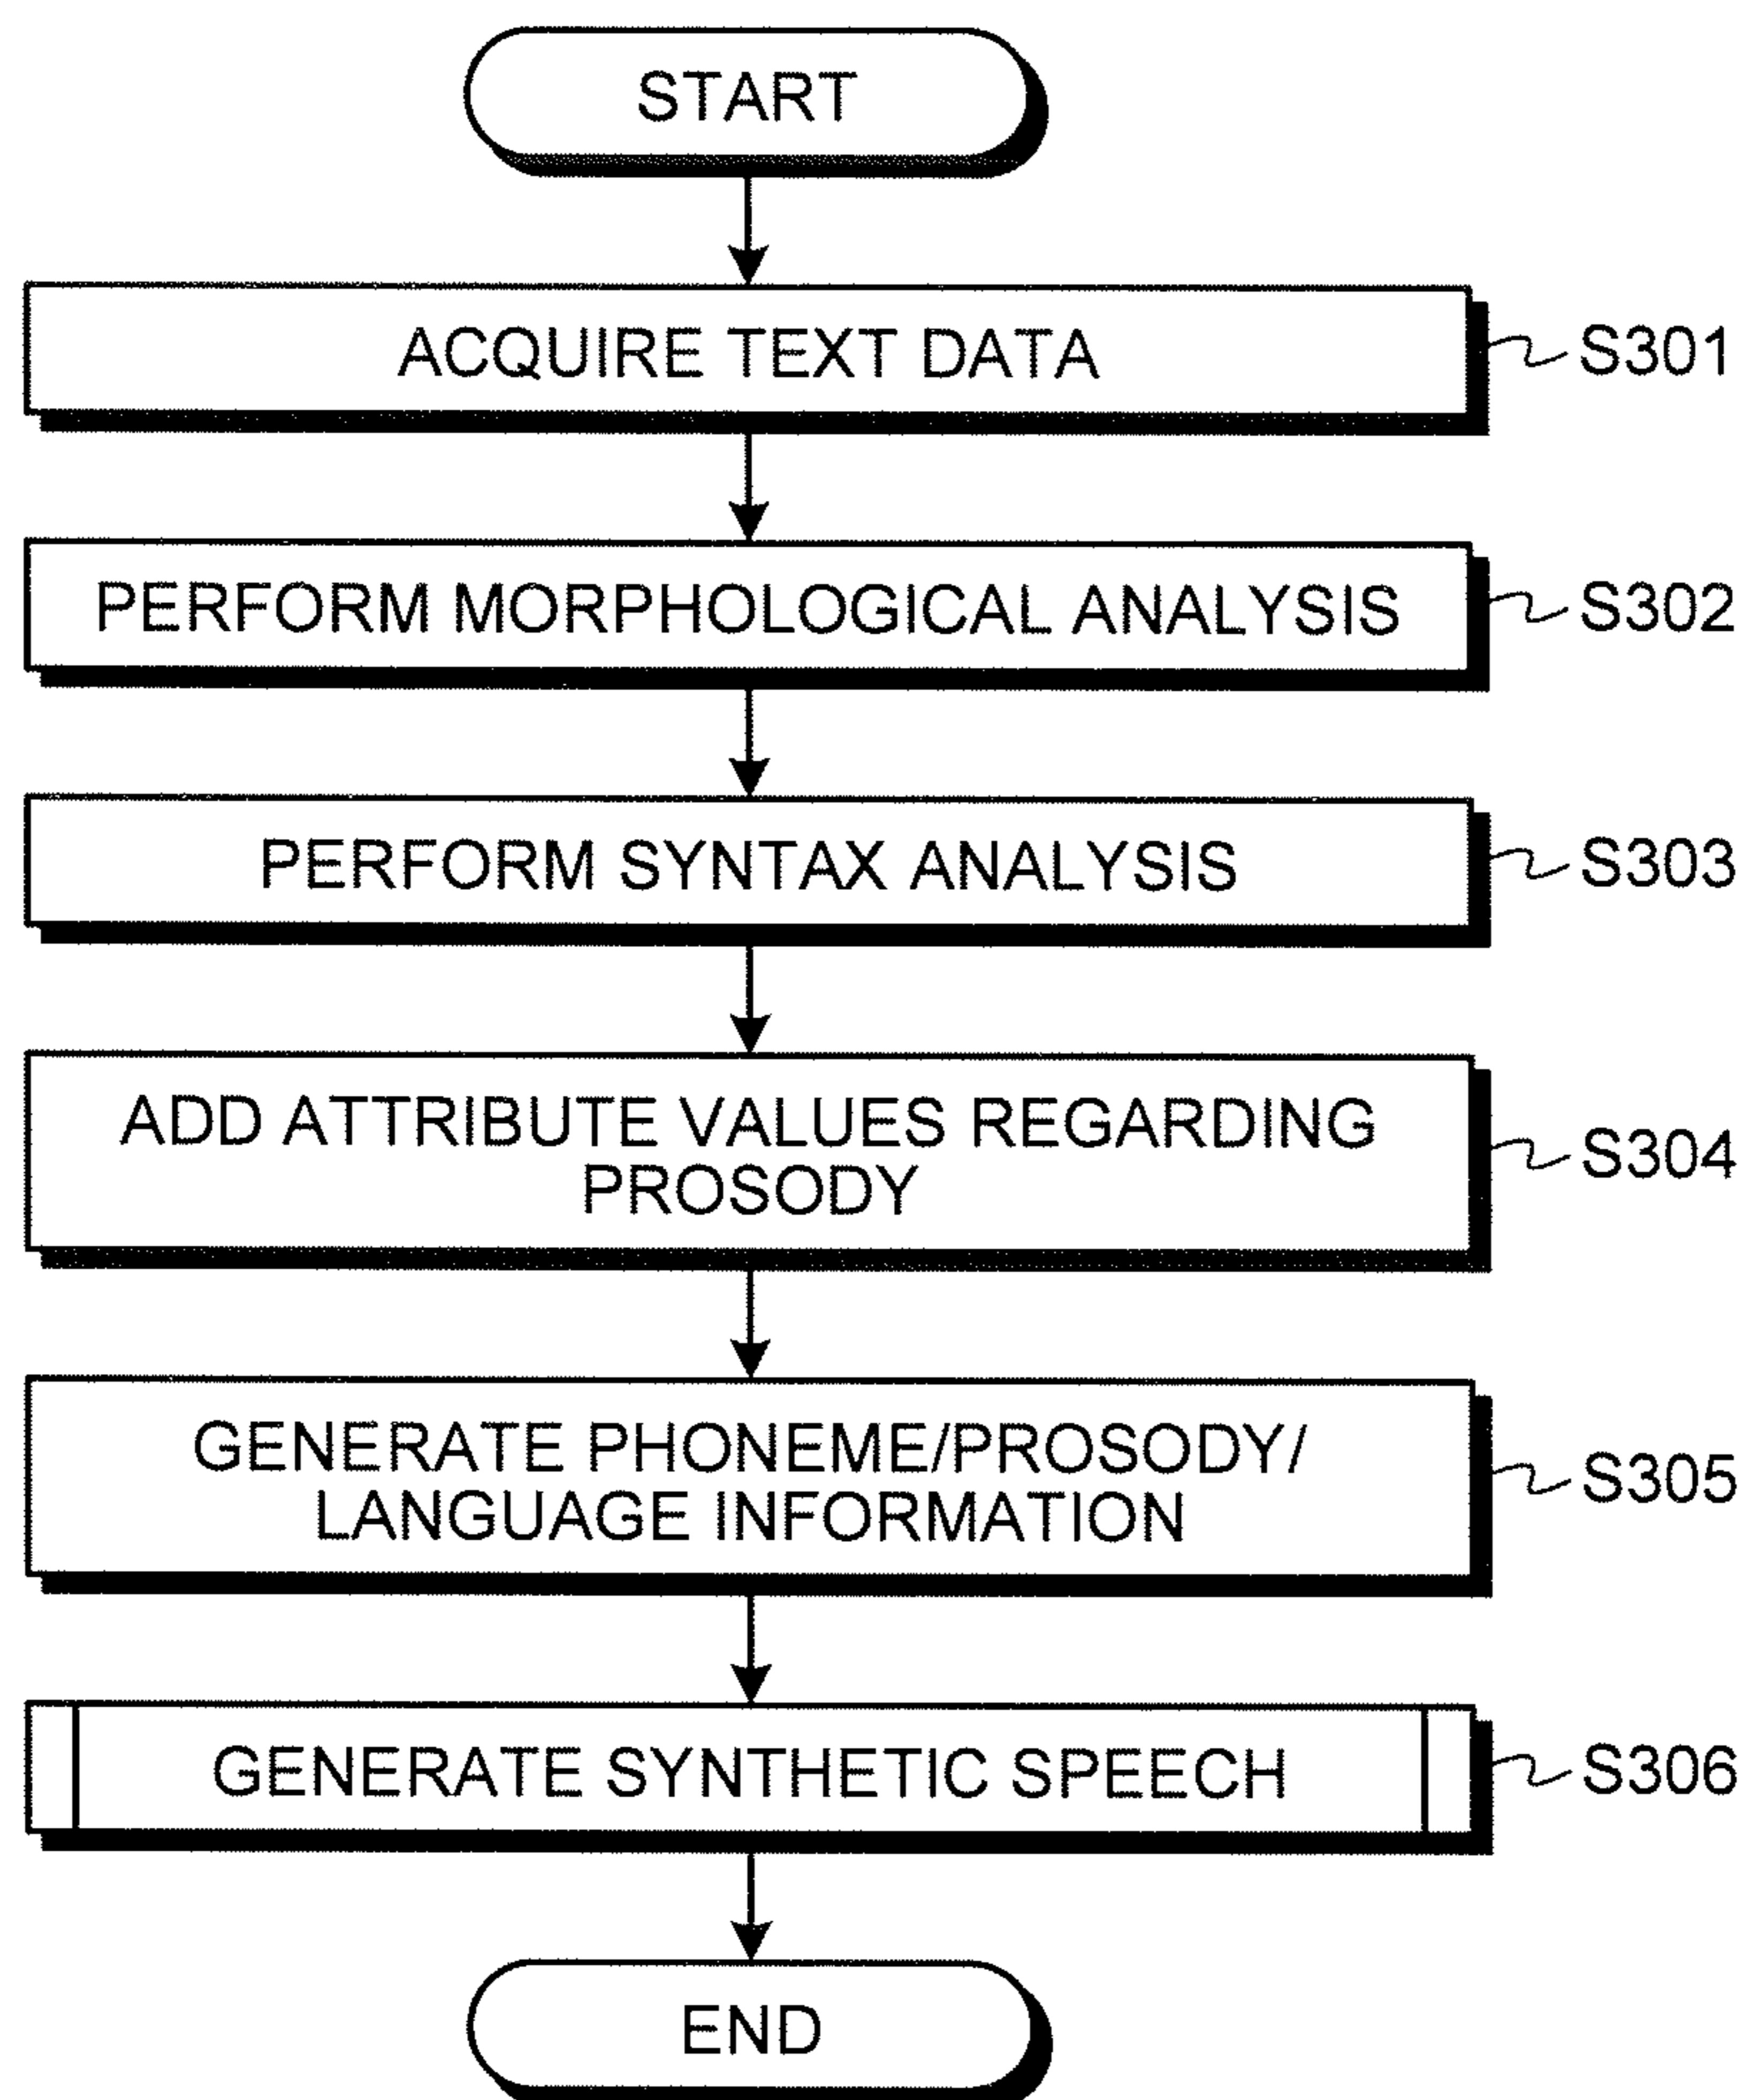 START
ACQUIRE TEXT DATA
S301
PERFORM MORPHOLOGICAL ANALYSIS
S302
PERFORM SYNTAX ANALYSIS
S303
ADD ATTRIBUTE VALUES REGARDING
PROSODY
S304
GENERATE PHONEME/PROSODY/
LANGUAGE INFORMATION
S305
GENERATE SYNTHETIC SPEECH
S306
END